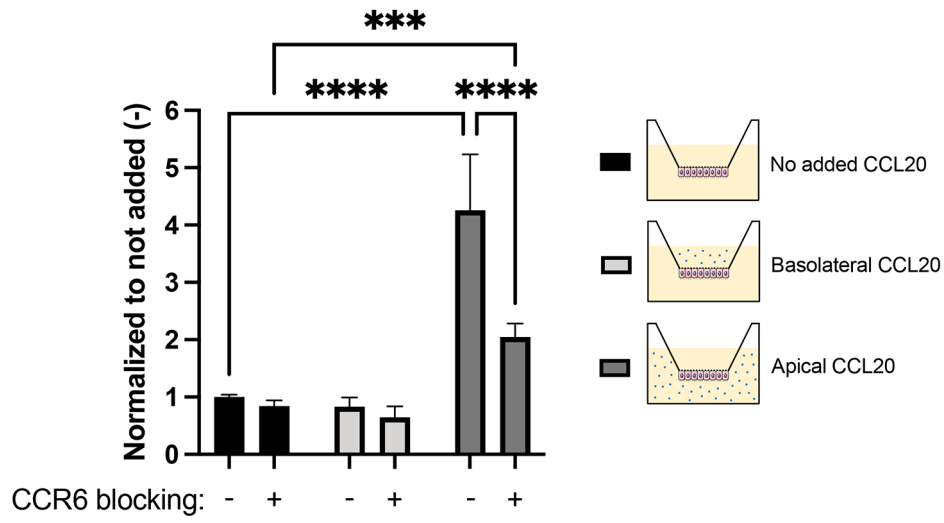 ***
**** ****
Normalized to not added (-)
6
5
4
3
2
1
0
CCR6 blocking: - + - + - +
No added CCL20
Basolateral CCL20
Apical CCL20